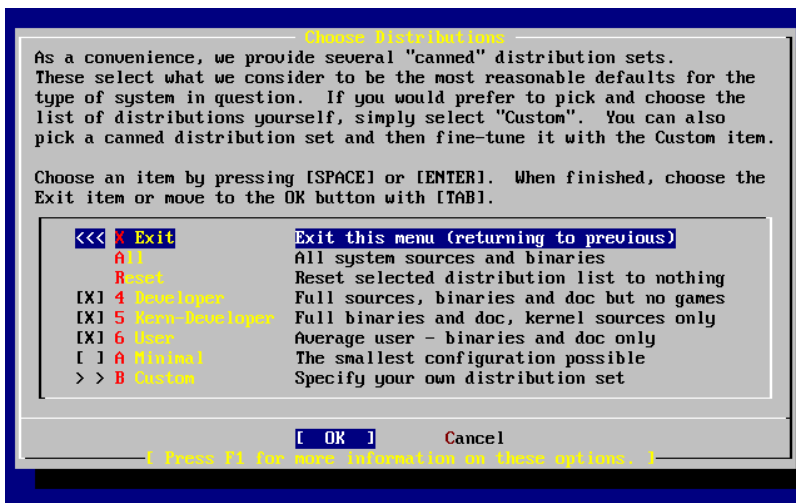 Choose Distributions
As a convenience, we provide several "canned" distribution sets.
These select what we consider to be the most reasonable defaults for the
type of system in question.  If you would prefer to pick and choose the
list of distributions yourself, simply select "Custom".  You can also
pick a canned distribution set and then fine-tune it with the Custom item.
Choose an item by pressing [SPACE] or [ENTER].  When finished, choose the
Exit item or move to the OK button with [TAB].
<<< X Exit Exit this menu (returning to previous)
All All system sources and binaries
Reset Reset selected distribution list to nothing
[X] 4 Developer Full sources, binaries and doc but no games
[X] 5 Kern-Developer Full binaries and doc, kernel sources only
[X] 6 User Average user - binaries and doc only
[ ] A Minimal The smallest configuration possible
> > B Custom Specify your own distribution set
[ OK ] Cancel
[ Press F1 for more information on these options. ]